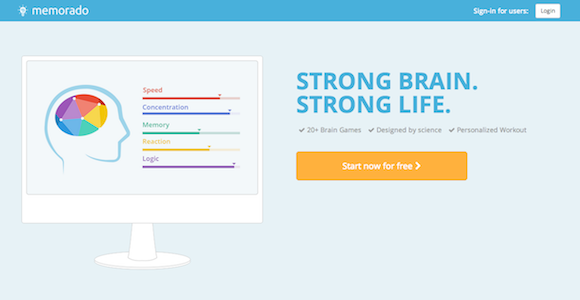 memorado
Sign-in for users:
Login
Speed
Concentration
Memory
Reaction
Logic
STRONG BRAIN.
STRONG LIFE.
20+ Brain Games
Designed by science
Personalized Workout
Start now for free